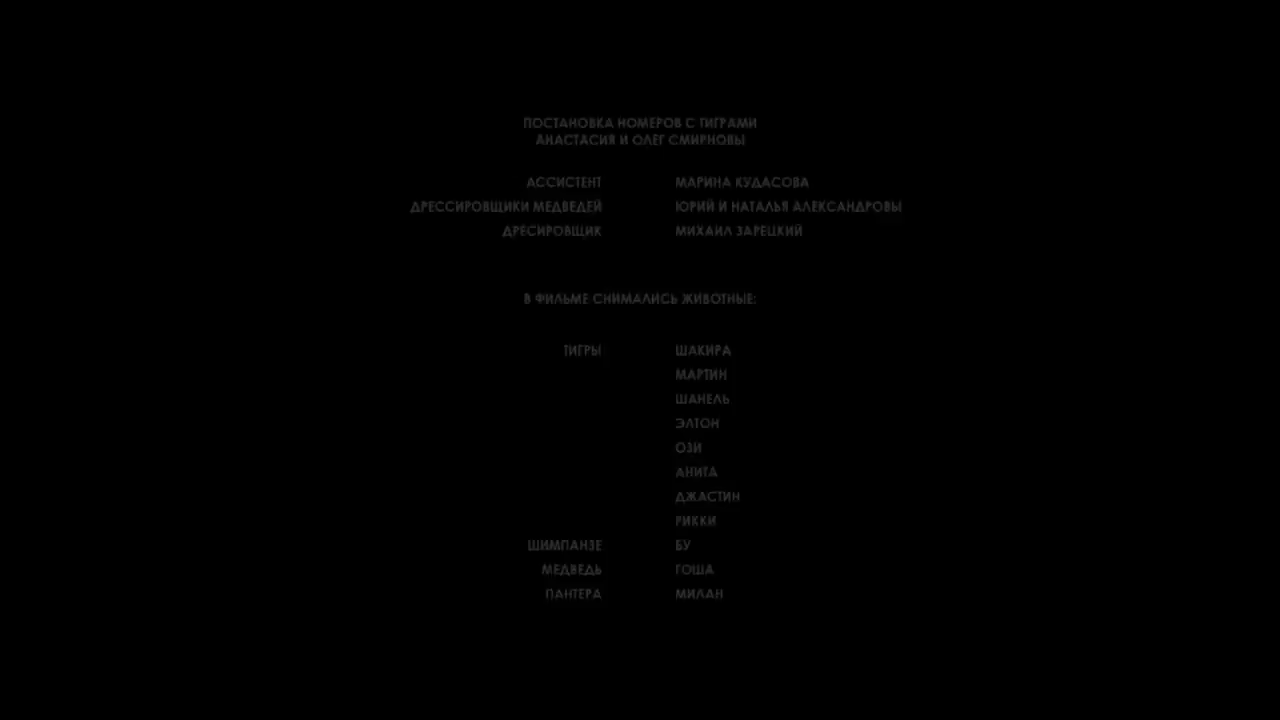 ПОСТАНОВКА НОМЕРОВ С ТИГРАМИ
АНАСТАСИЯ И ОЛЕГ СМИРНОВЫ
АССИСТЕНТ МАРИНА КУДАСОВА
ДРЕССИРОВЩИКИ МЕДВЕДЕЙ ЮРИЙ И НАТАЛЬЯ АЛЕКСАНДРОВЫ
ДРЕСИРОВЩИК МИХАИЛ ЗАРЕЦКИЙ
В ФИЛЬМЕ СНИМАЛИСЬ ЖИВОТНЫЕ:
ТИГРЫ ШАКИРА
МАРТИН
ШАНЕЛЬ
ЭЛТОН
ОЗИ
АНИТА
ДЖАСТИН
РИККИ
ШИМПАНЗЕ БУ
МЕДВЕДЬ ГОША
ПАНТЕРА МИЛАН